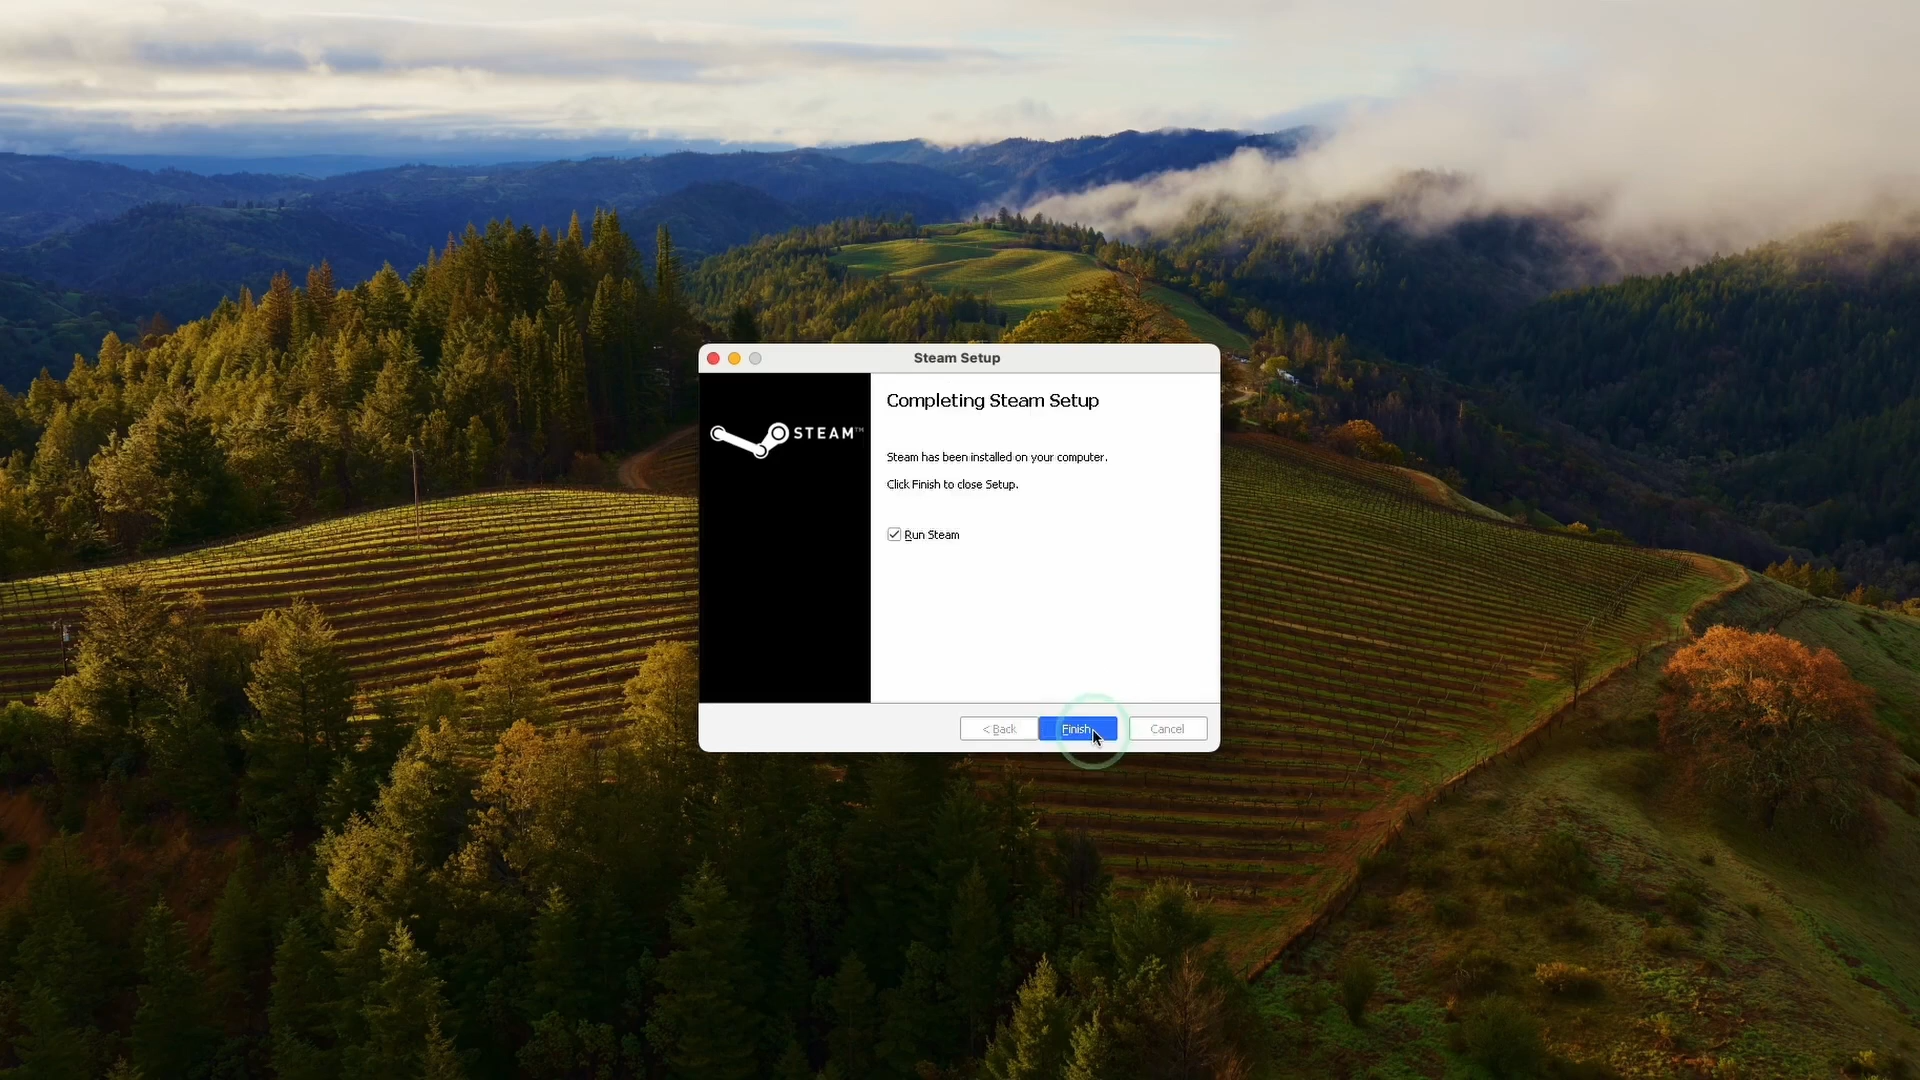 Steam Setup
STEAM™
Completing Steam Setup
Steam has been installed on your computer.
Click Finish to close Setup.
Run Steam
< Back
Finish
Cancel